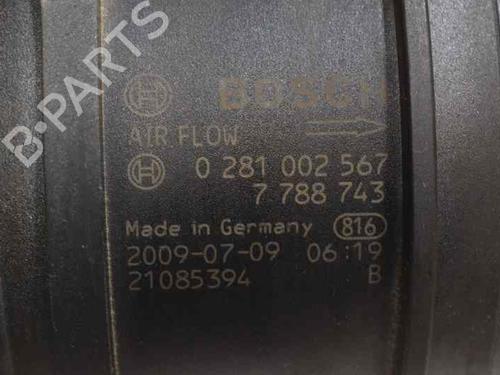 B-PARTS
BOSCH
AIR FLOW
0 281 002 567
7 788 743
Made in Germany 816
2009-07-09 06:19
21085394 B
B-PARTS